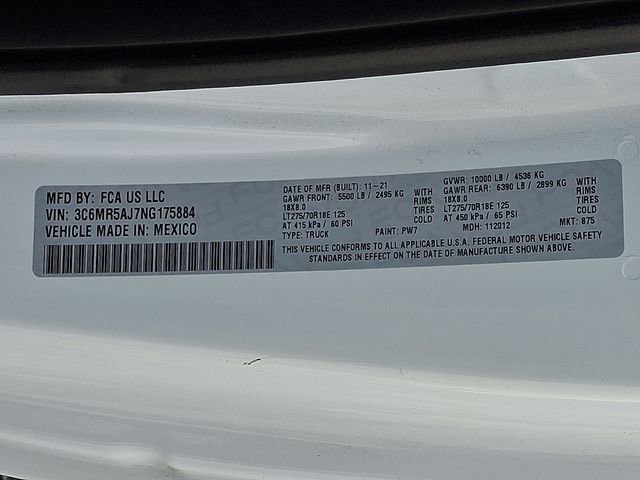 MFD BY: FCA US LLC
VIN: 3C6MR5AJ7NG175884
VEHICLE MADE IN: MEXICO
DATE OF MFR (BUILT): 11-21
GAWR FRONT: 5500 LB / 2495 KG
18X8.0
WITH
RIMS
LT275/70R18E 125
TIRES
AT 415 kPa / 60 PSI
COLD
TYPE: TRUCK
PAINT: PW7
GVWR: 10000 LB / 4536 KG
GAWR REAR: 6390 LB / 2899 KG
18X8.0
WITH
RIMS
LT275/70R18E 125
TIRES
AT 450 kPa / 65 PSI
COLD
MDH: 112012
MKT: 875
THIS VEHICLE CONFORMS TO ALL APPLICABLE U.S.A. FEDERAL MOTOR VEHICLE SAFETY
STANDARDS IN EFFECT ON THE DATE OF MANUFACTURE SHOWN ABOVE.